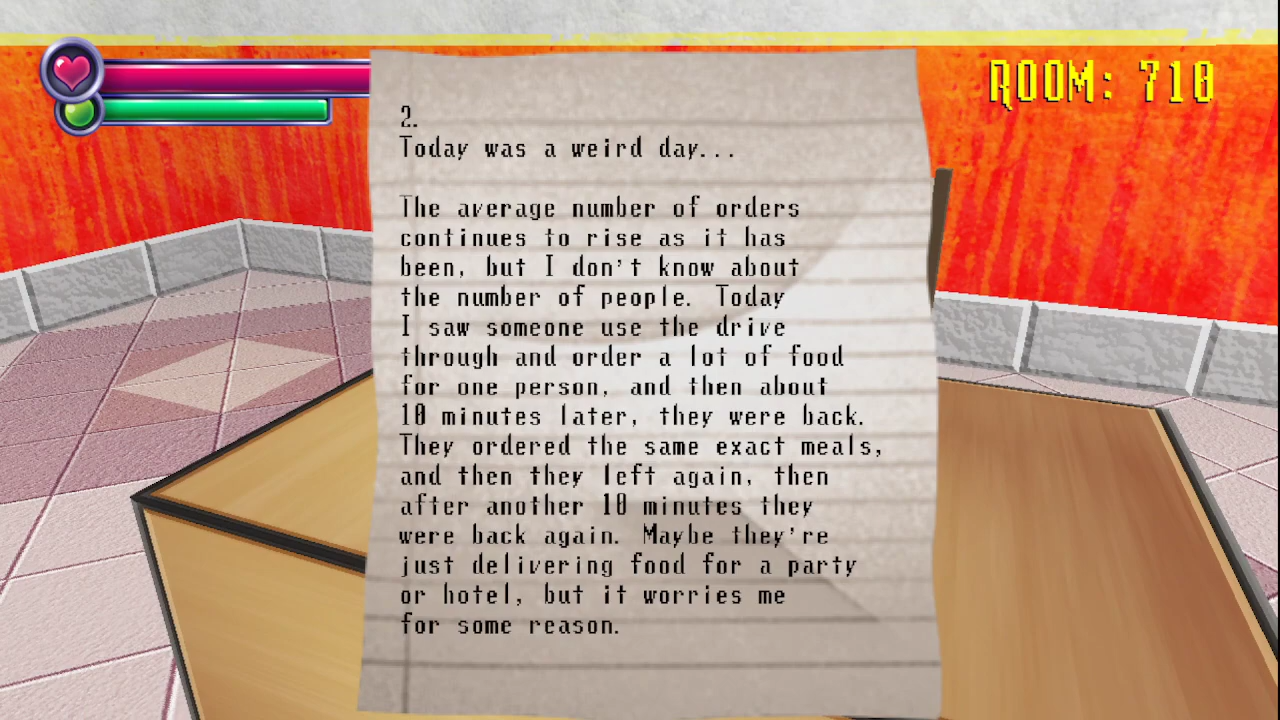 ROOM: 710
2.
Today was a weird day...
The average number of orders
continues to rise as it has
been, but I don't know about
the number of people. Today
I saw someone use the drive
through and order a lot of food
for one person, and then about
10 minutes later, they were back.
They ordered the same exact meals,
and then they left again, then
after another 10 minutes they
were back again. Maybe they're
just delivering food for a party
or hotel, but it worries me
for some reason.